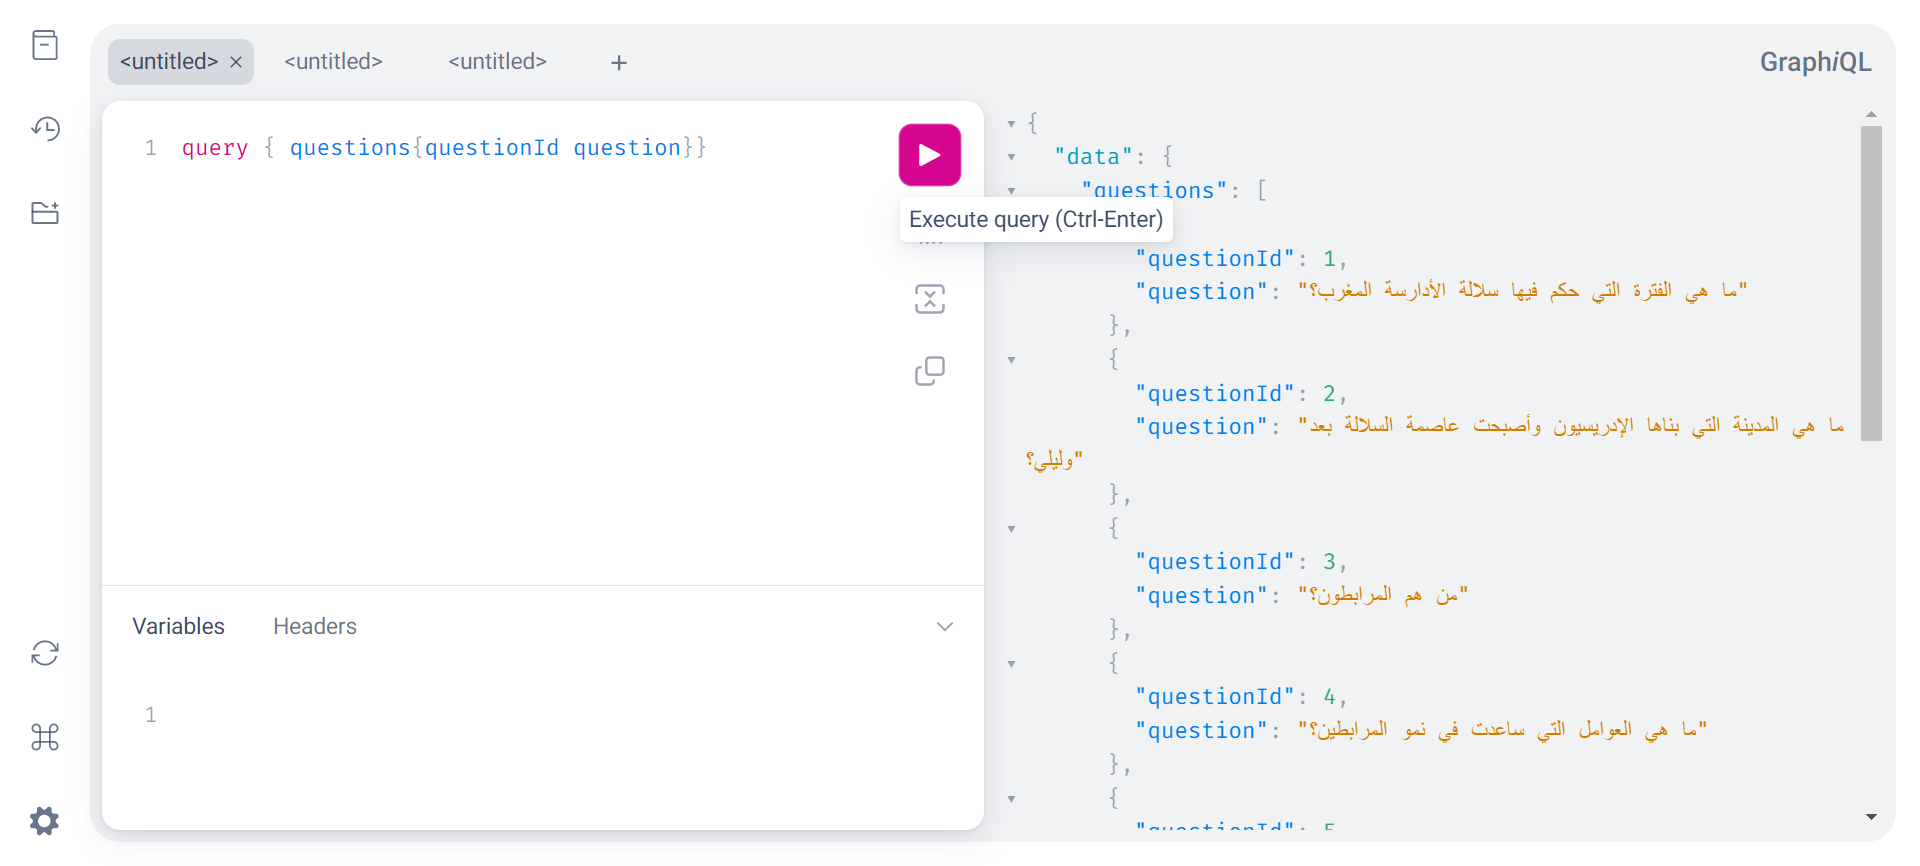 <untitled> × <untitled> <untitled> +
GraphiQL
1 query { questions{questionId question}}
Execute query (Ctrl-Enter)
Variables Headers
1
{
"data": {
"questions": [
"questionId": 1,
"question": "ما هي الفترة التي حكم فيها سلالة الأدارسة المغرب؟"
},
{
"questionId": 2,
"question": "ما هي المدينة التي بناها الإدريسيون وأصبحت عاصمة السلالة بعد
وليلي؟"
},
{
"questionId": 3,
"question": "من هم المرابطون؟"
},
{
"questionId": 4,
"question": "ما هي العوامل التي ساعدت في نمو المرابطين؟"
},
{
"questionId": 5